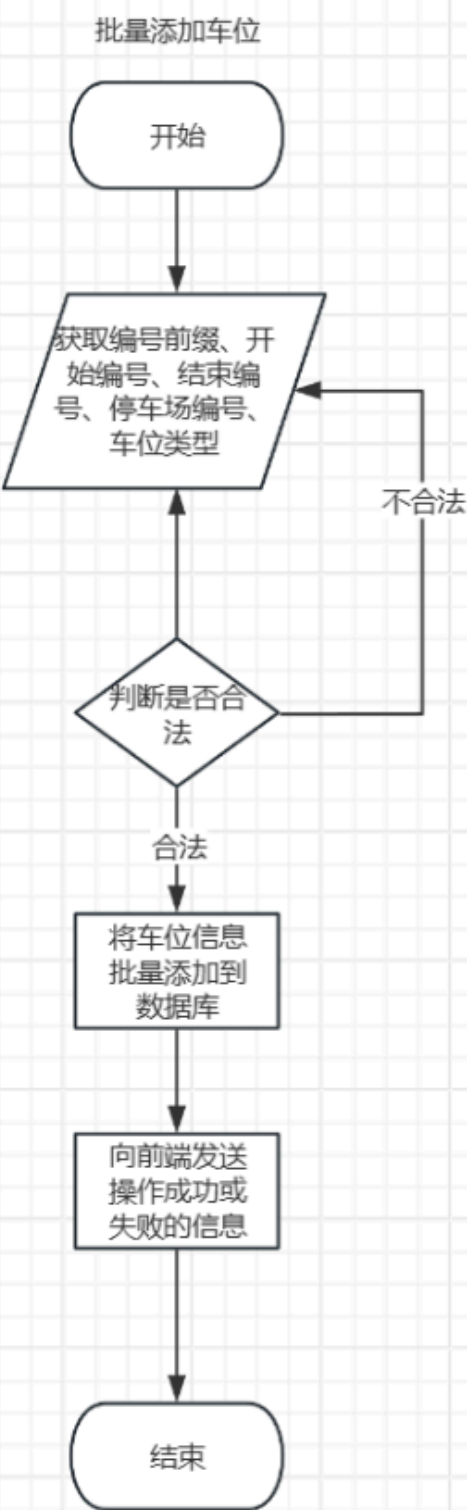 批量添加车位
开始
获取编号前缀、开
始编号、结束编
号、停车场编号、
车位类型
不合法
判断是否合
法
合法
将车位信息
批量添加到
数据库
向前端发送
操作成功或
失败的信息
结束